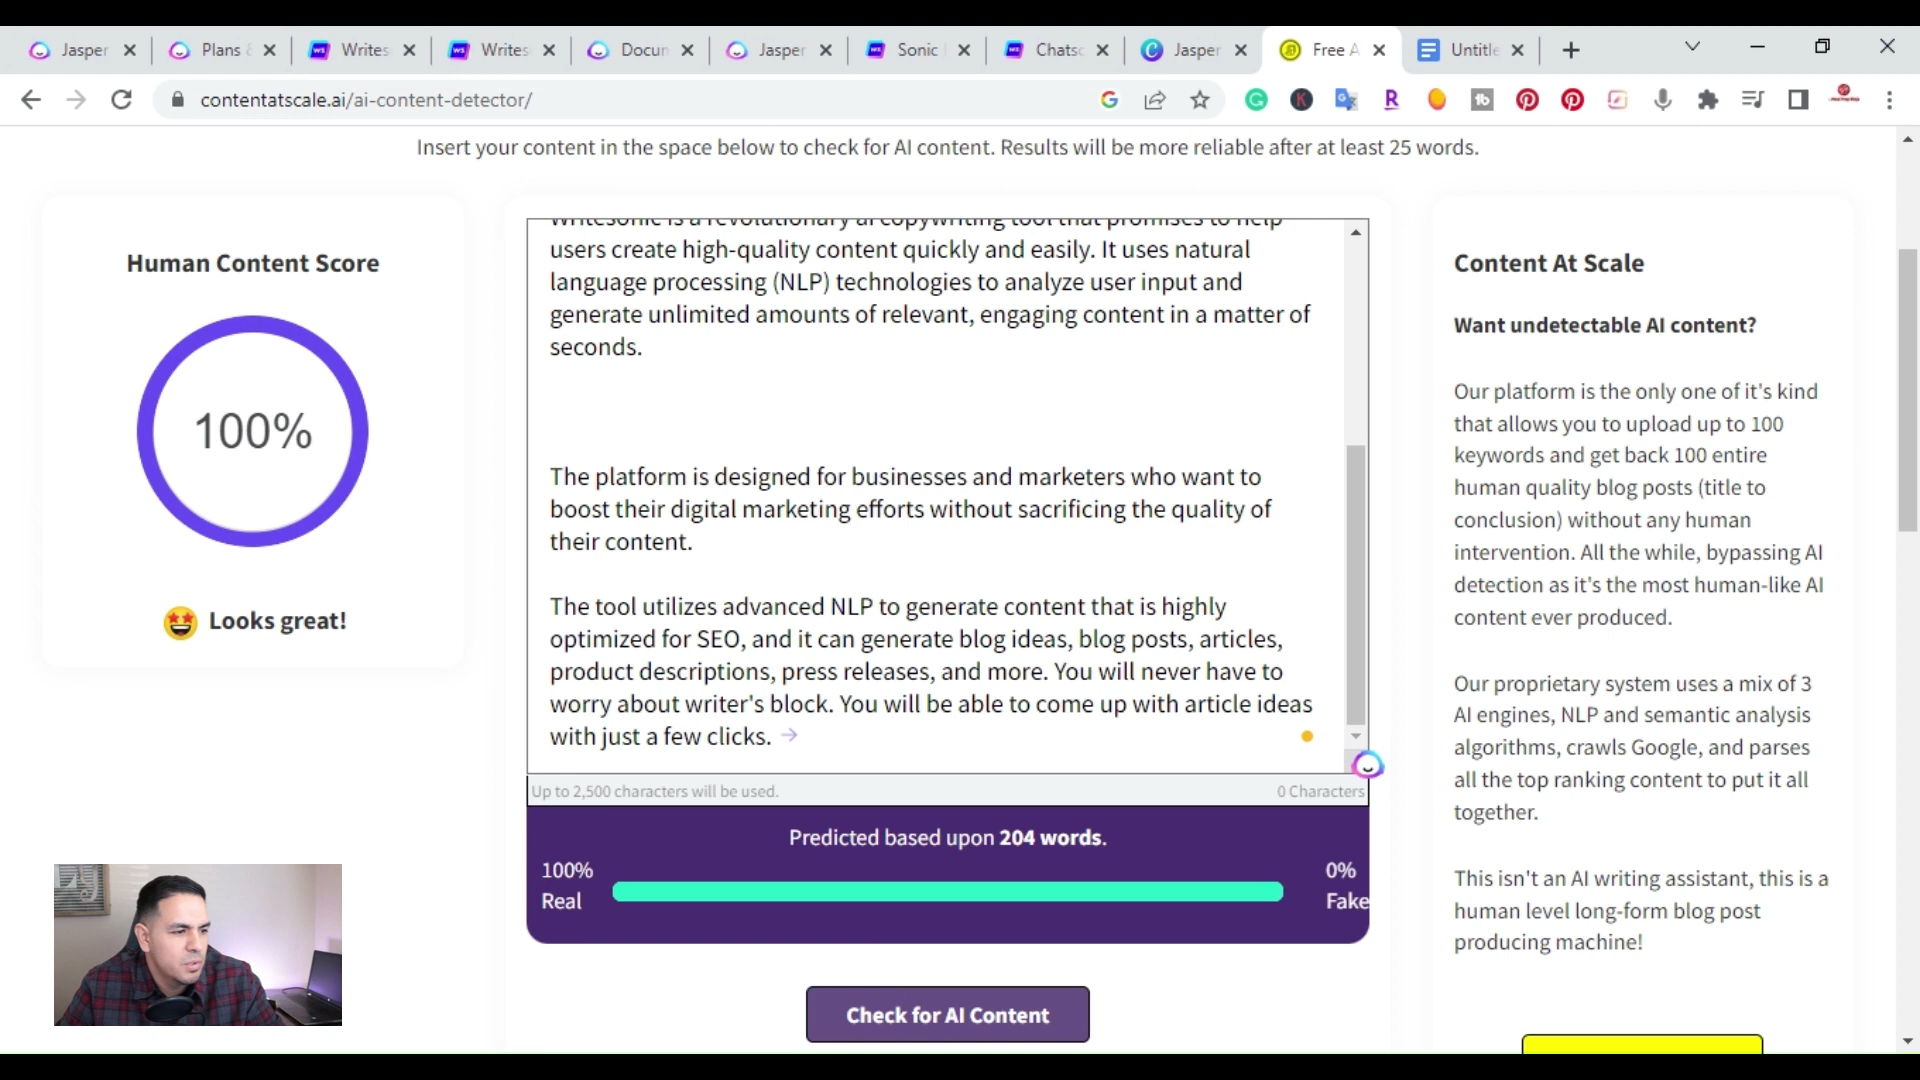 Jasper
Plans &
Writes
Writes
Docun
Jasper
Sonic
Chatsc
Jasper
Free A
Untitle
contentatscale.ai/ai-content-detector/
Insert your content in the space below to check for AI content. Results will be more reliable after at least 25 words.
Human Content Score
100%
Looks great!
Writesonic is a revolutionary ai copywriting tool that promises to help
users create high-quality content quickly and easily. It uses natural
language processing (NLP) technologies to analyze user input and
generate unlimited amounts of relevant, engaging content in a matter of
seconds.
The platform is designed for businesses and marketers who want to
boost their digital marketing efforts without sacrificing the quality of
their content.
The tool utilizes advanced NLP to generate content that is highly
optimized for SEO, and it can generate blog ideas, blog posts, articles,
product descriptions, press releases, and more. You will never have to
worry about writer's block. You will be able to come up with article ideas
with just a few clicks.
Up to 2,500 characters will be used.
0 Characters
Predicted based upon 204 words.
100%
Real
0%
Fake
Check for AI Content
Content At Scale
Want undetectable AI content?
Our platform is the only one of it's kind
that allows you to upload up to 100
keywords and get back 100 entire
human quality blog posts (title to
conclusion) without any human
intervention. All the while, bypassing AI
detection as it's the most human-like AI
content ever produced.
Our proprietary system uses a mix of 3
AI engines, NLP and semantic analysis
algorithms, crawls Google, and parses
all the top ranking content to put it all
together.
This isn't an AI writing assistant, this is a
human level long-form blog post
producing machine!